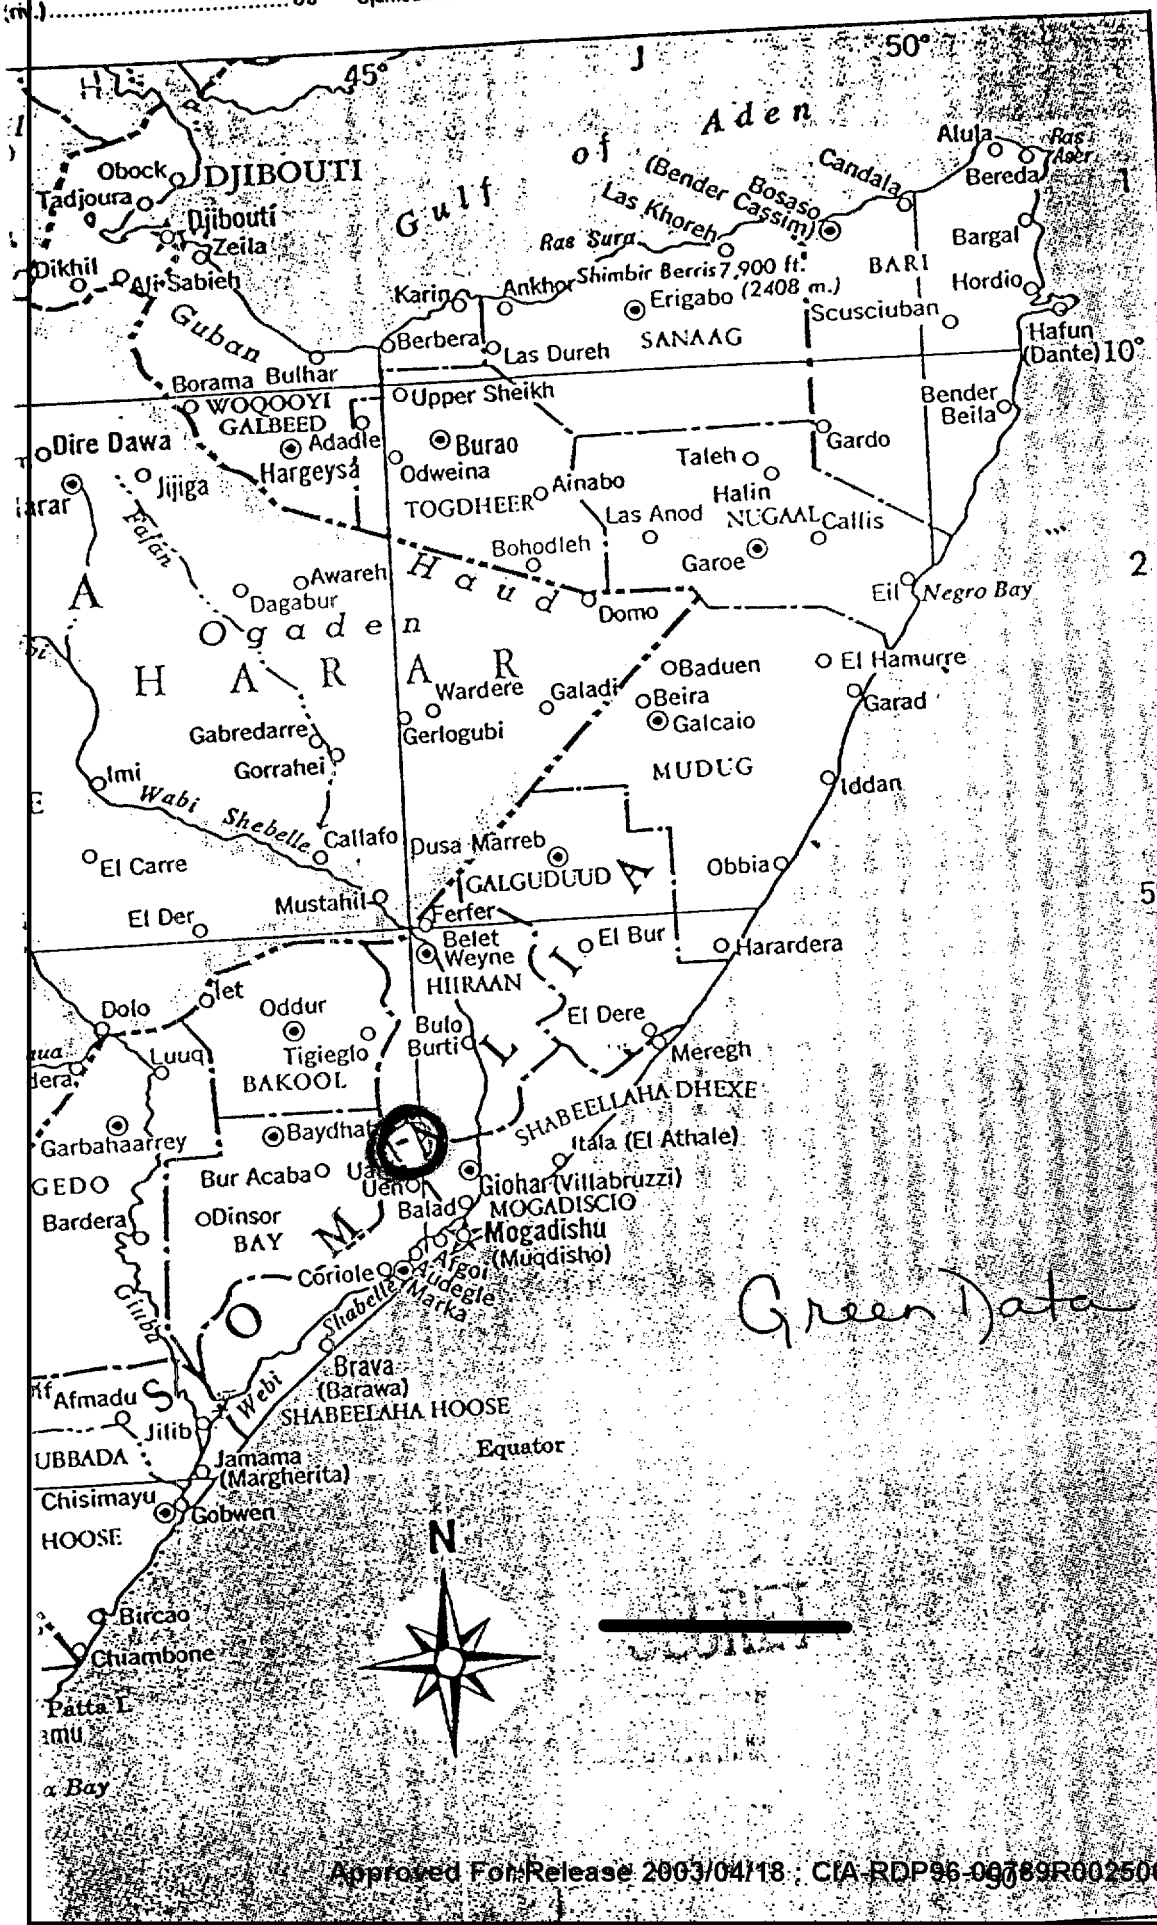 (riv.)
45°
J
50°
Gulf of Aden
Alula
Ras Aser
Bereda
Candala
Bosaso
(Bender Cassim)
Las Khoreh
Obock
DJIBOUTI
1
Tadjoura
Djibouti
Zeila
Ras Sura
Bargal
Dikhil
Ali Sabieh
Karin
Ankhor
Shimbir Berris 7,900 ft.
(2408 m.)
Erigabo
BARI
Hordio
Guban
Scusciuban
Hafun
(Dante)
10°
Berbera
Las Dureh
SANAAG
Borama
Bulhar
WOQOOYI
GALBEED
Upper Sheikh
Bender
Beila
Dire Dawa
Adadle
Burao
Gardo
Hargeysa
Odweina
Taleh
Jijiga
Ainabo
Halin
TOGDHEER
Las Anod
NUGAAL
Callis
Fafan
Bohodleh
Garoe
2
A
Awareh
Haud
Dagabur
Domo
Eil
Negro Bay
Ogaden
HARAR
Baduen
El Hamurre
Wardere
Galadi
Beira
Garad
Gabredarre
Gerlogubi
Galcaio
Gorrahei
MUDUG
Imi
Iddan
E
Wabi
Shebelle
Callafo
Dusa Marreb
El Carre
GALGUDUUD
Obbia
5
Mustahil
El Der
Ferfer
Belet
Weyne
El Bur
Harardera
HIIRAAN
Dolo
Oddur
Bulo
Burti
El Dere
Luuq
Tigieglo
Meregh
BAKOOL
SHABEELLAHA DHEXE
Garbahaarrey
Itala (El Athale)
Bur Acaba
Uen
Giohar (Villabruzzi)
GEDO
Balad
MOGADISCIO
Bardera
Dinsor
BAY
Mogadishu
(Muqdisho)
Afgoi
Coriole
Audegle
Marka
Giuba
Shabelle
Green Data
Brava
(Barawa)
Webi
Afmadu
SOMALIA
SHABEELAHA HOOSE
Jilib
Equator
UBBADA
Jamama
(Margherita)
Chisimayu
Gobwen
HOOSE
N
Bircao
Chiambone
Patta I.
Approved For Release 2003/04/18 : CIA-RDP96-00789R00250